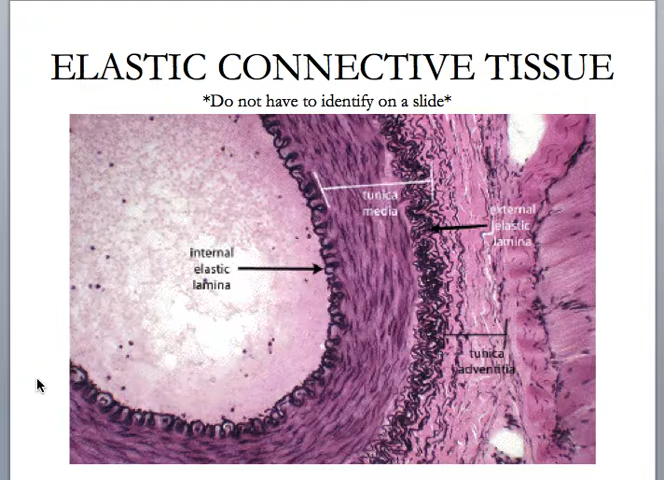 ELASTIC CONNECTIVE TISSUE
*Do not have to identify on a slide*
tunica
media
external
elastic
lamina
internal
elastic
lamina
tunica
adventitia